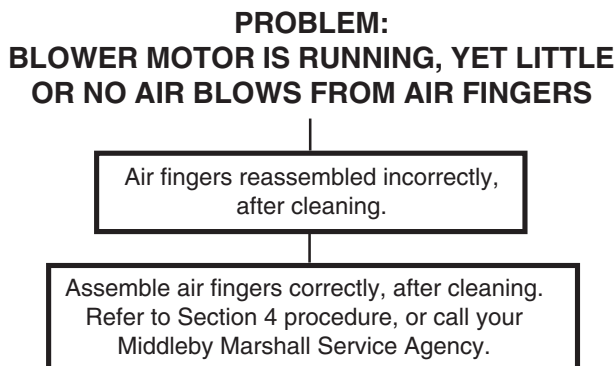 PROBLEM:
BLOWER MOTOR IS RUNNING, YET LITTLE
OR NO AIR BLOWS FROM AIR FINGERS
Air fingers reassembled incorrectly,
after cleaning.
Assemble air fingers correctly, after cleaning.
Refer to Section 4 procedure, or call your
Middleby Marshall Service Agency.